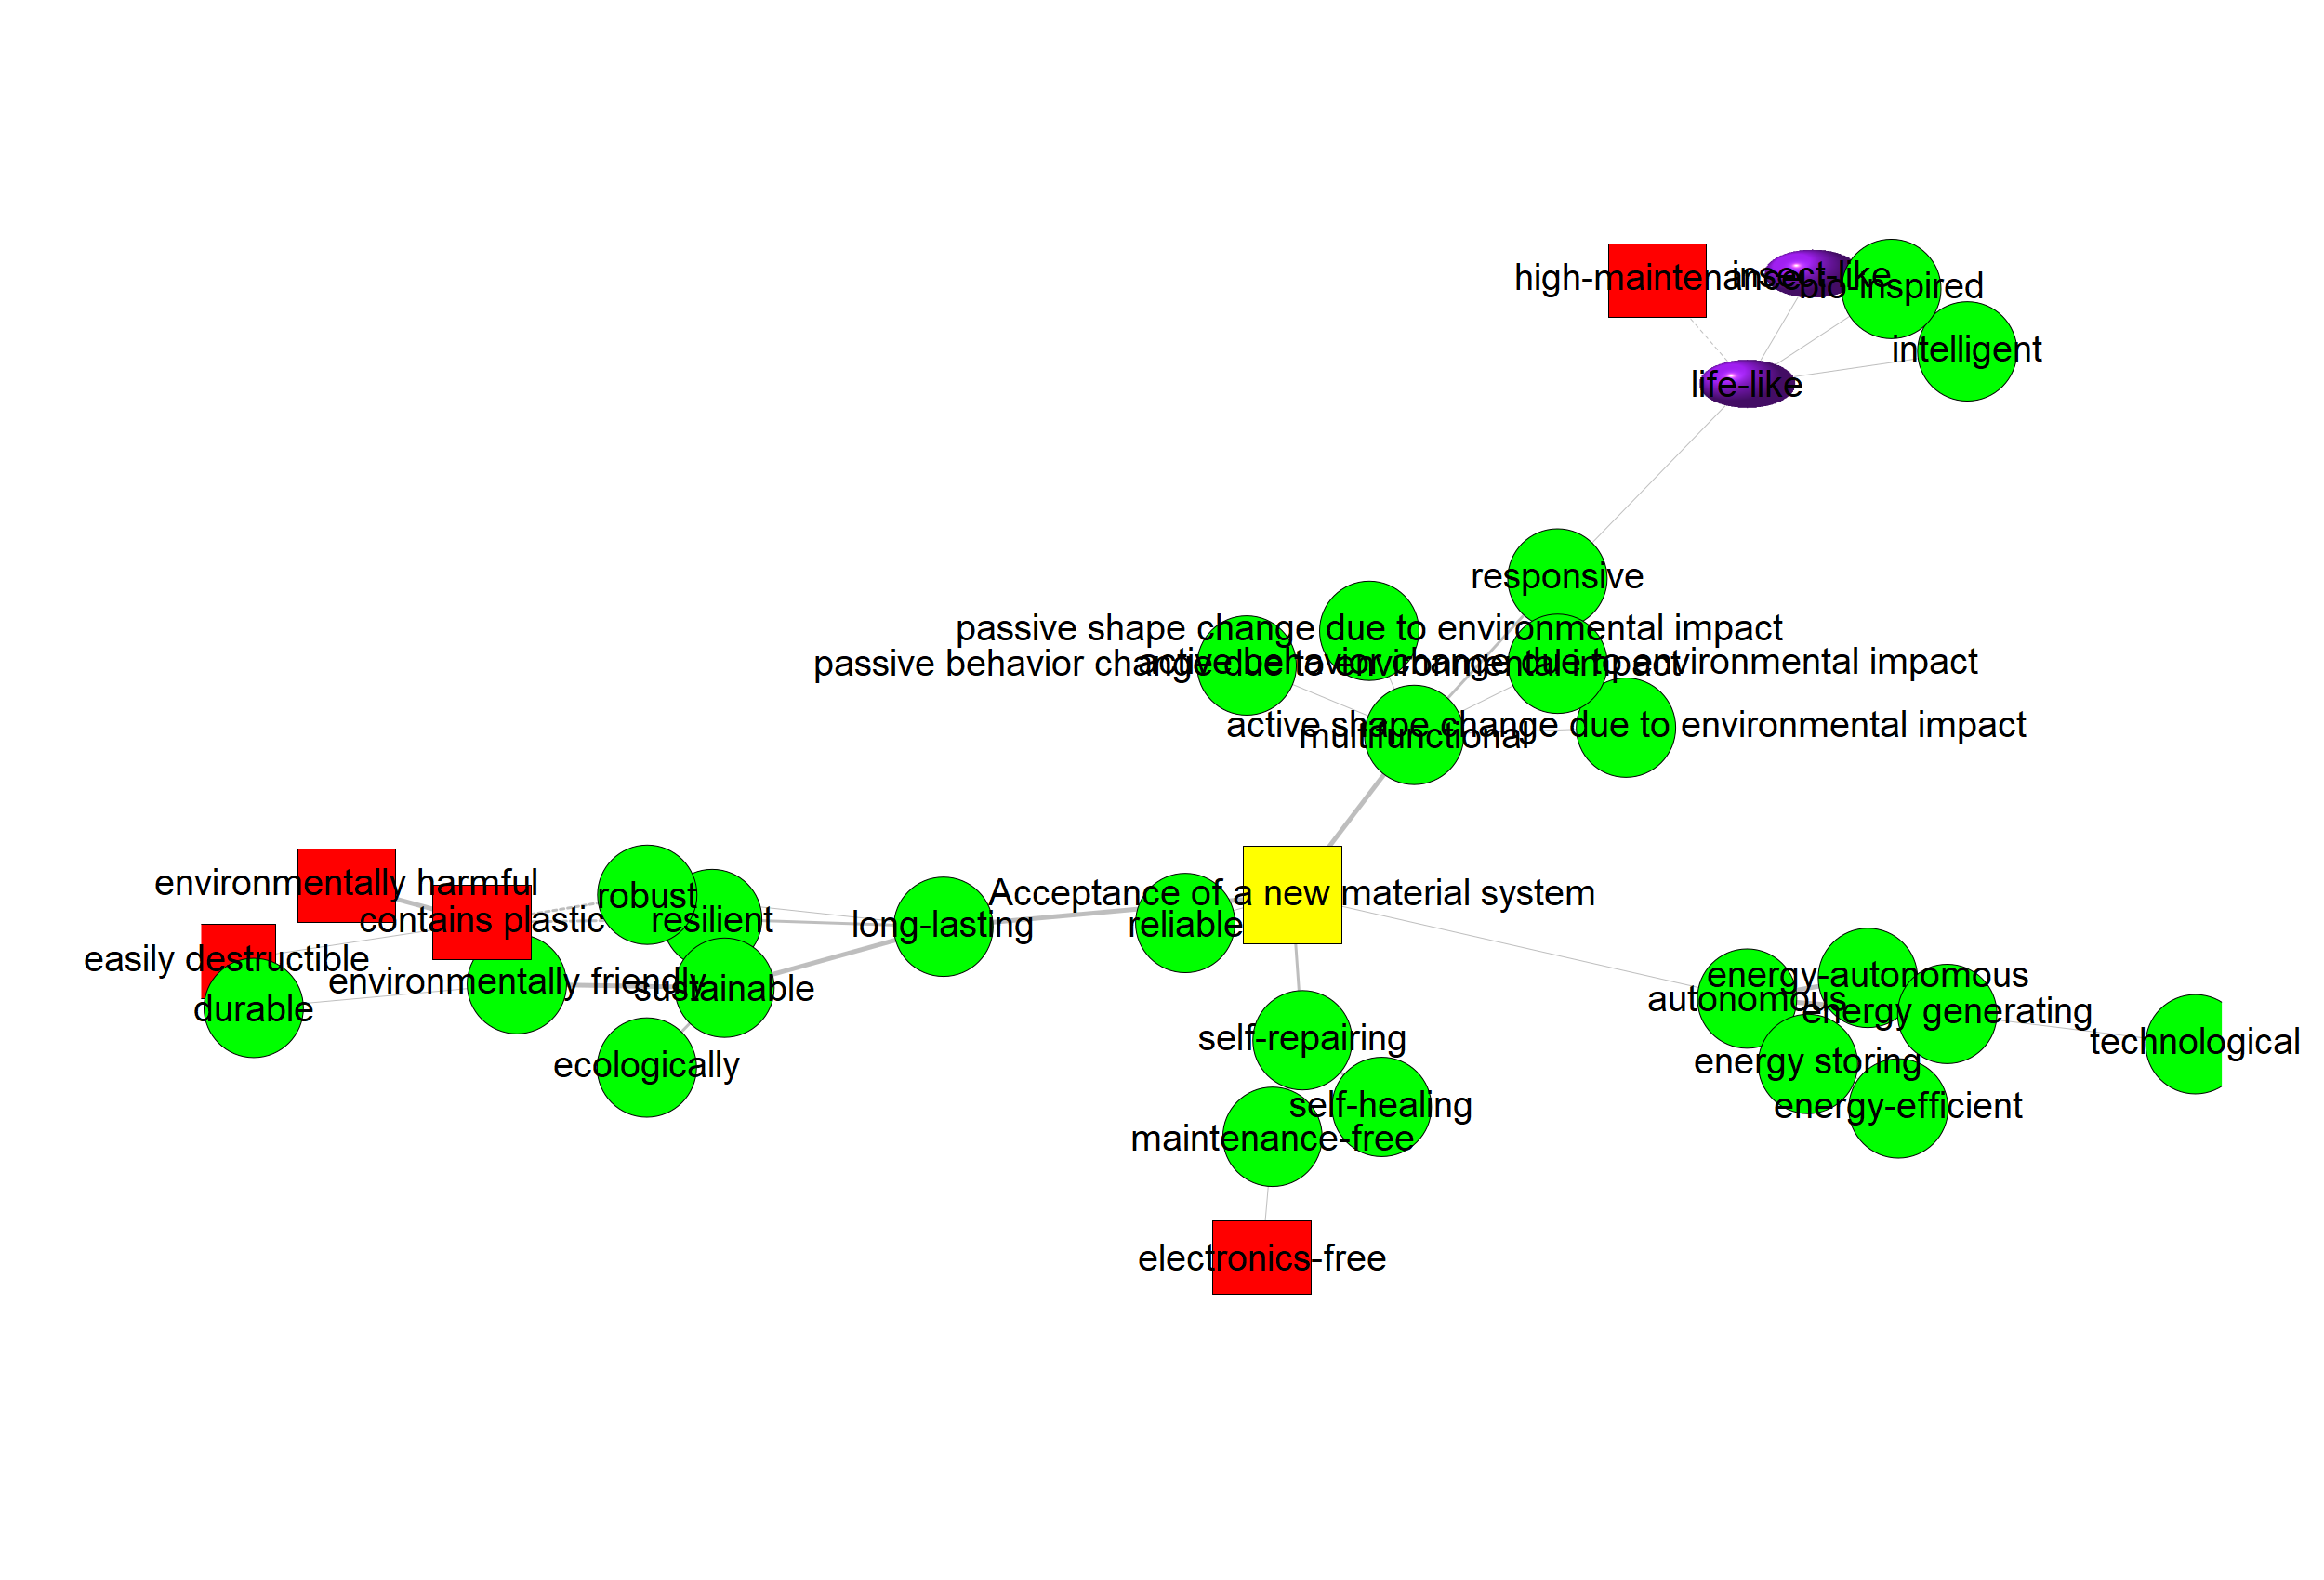 high-maintenance
insect-like
bio-inspired
intelligent
life-like
responsive
passive shape change due to environmental impact
passive behavior change due to environmental impact
active behavior change due to environmental impact
active shape change due to environmental impact
multifunctional
environmentally harmful
robust
Acceptance of a new material system
contains plastic
resilient
long-lasting
reliable
easily destructible
environmentally friendly
sustainable
durable
energy-autonomous
autonomous
energy generating
technological
self-repairing
energy storing
ecologically
self-healing
energy-efficient
maintenance-free
electronics-free